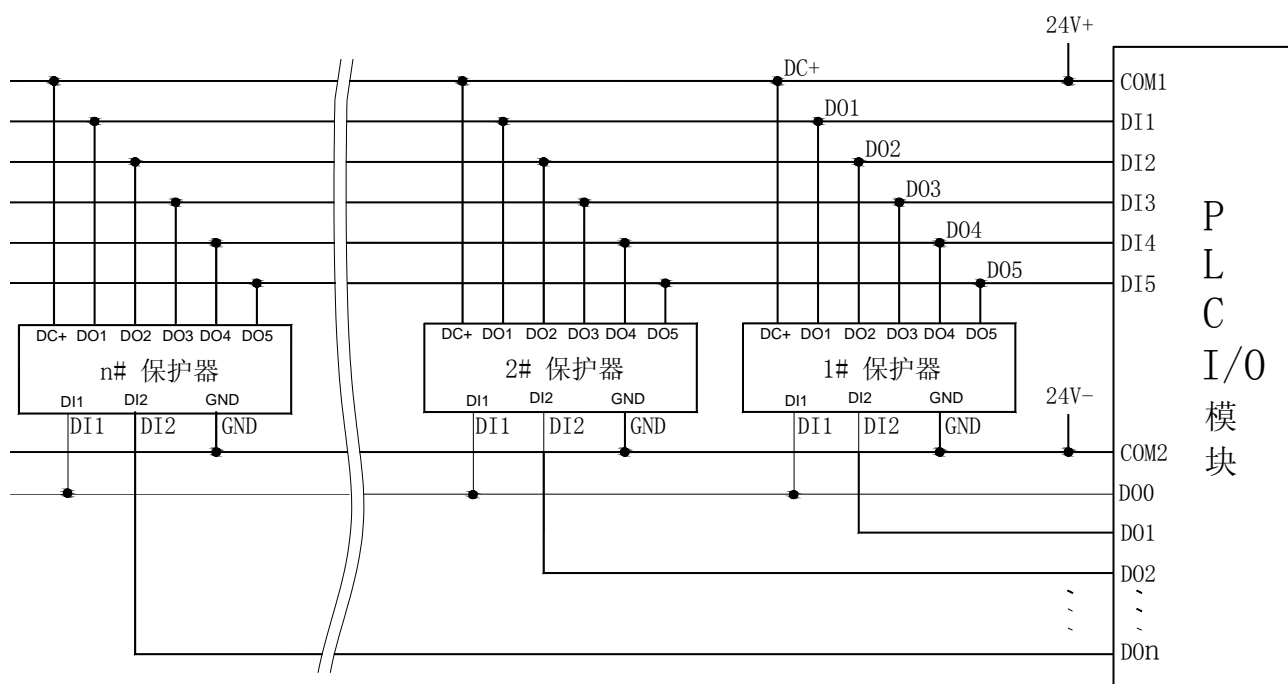 24V+
DC+
COM1
DO1
DI1
DO2
DI2
DO3
DI3
DO4
DI4
DO5
DI5
DC+ DO1 DO2 DO3 DO4 DO5
n# 保护器
DI1 DI2 GND
DI1 DI2 GND
DC+ DO1 DO2 DO3 DO4 DO5
2# 保护器
DI1 DI2 GND
DI1 DI2 GND
DC+ DO1 DO2 DO3 DO4 DO5
1# 保护器
DI1 DI2 GND
DI1 DI2 GND
24V-
COM2
DO0
DO1
DO2
DOn
P
L
C
I/O
模
块